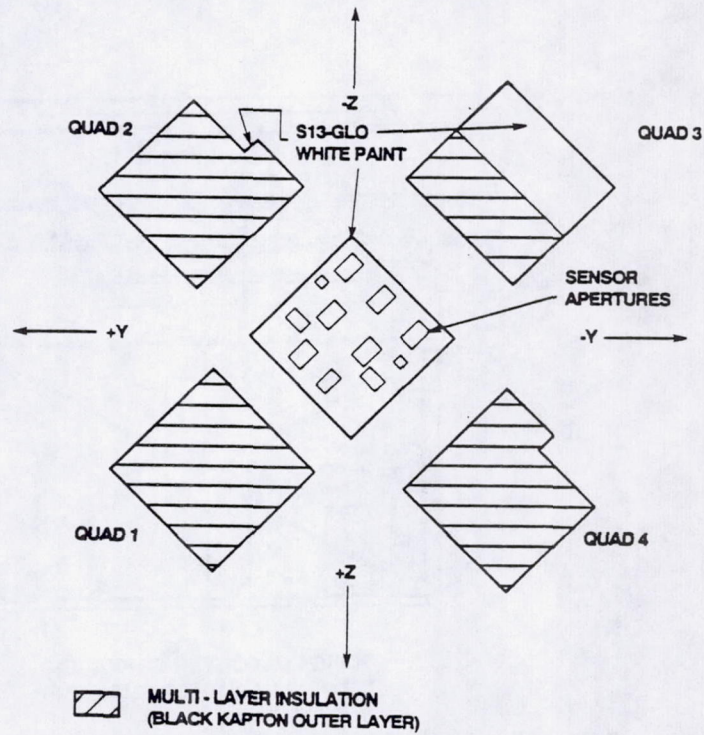 -Z
QUAD 2
S13-GLO
WHITE PAINT
QUAD 3
SENSOR
APERTURES
+Y
-Y
QUAD 1
QUAD 4
+Z
MULTI - LAYER INSULATION
(BLACK KAPTON OUTER LAYER)